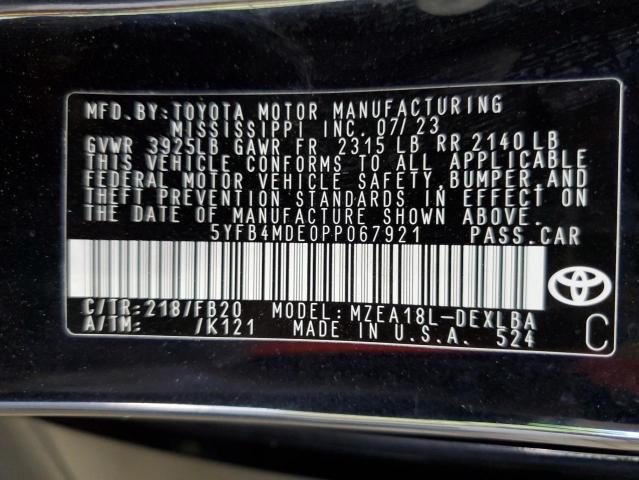 MFD. BY: TOYOTA MOTOR MANUFACTURING
MISSISSIPPI INC. 07/23
GVWR 3925LB GAWR FR 2315 LB RR 2140 LB
THIS VEHICLE CONFORMS TO ALL APPLICABLE
FEDERAL MOTOR VEHICLE SAFETY, BUMPER, AND
THEFT PREVENTION STANDARDS IN EFFECT ON
THE DATE OF MANUFACTURE SHOWN ABOVE.
5YFB4MDE0PP067921 PASS. CAR
C/TR: 218/FB20 MODEL: MZEA18L-DEXLBA
A/TM: /K121 MADE IN U.S.A. 524
C